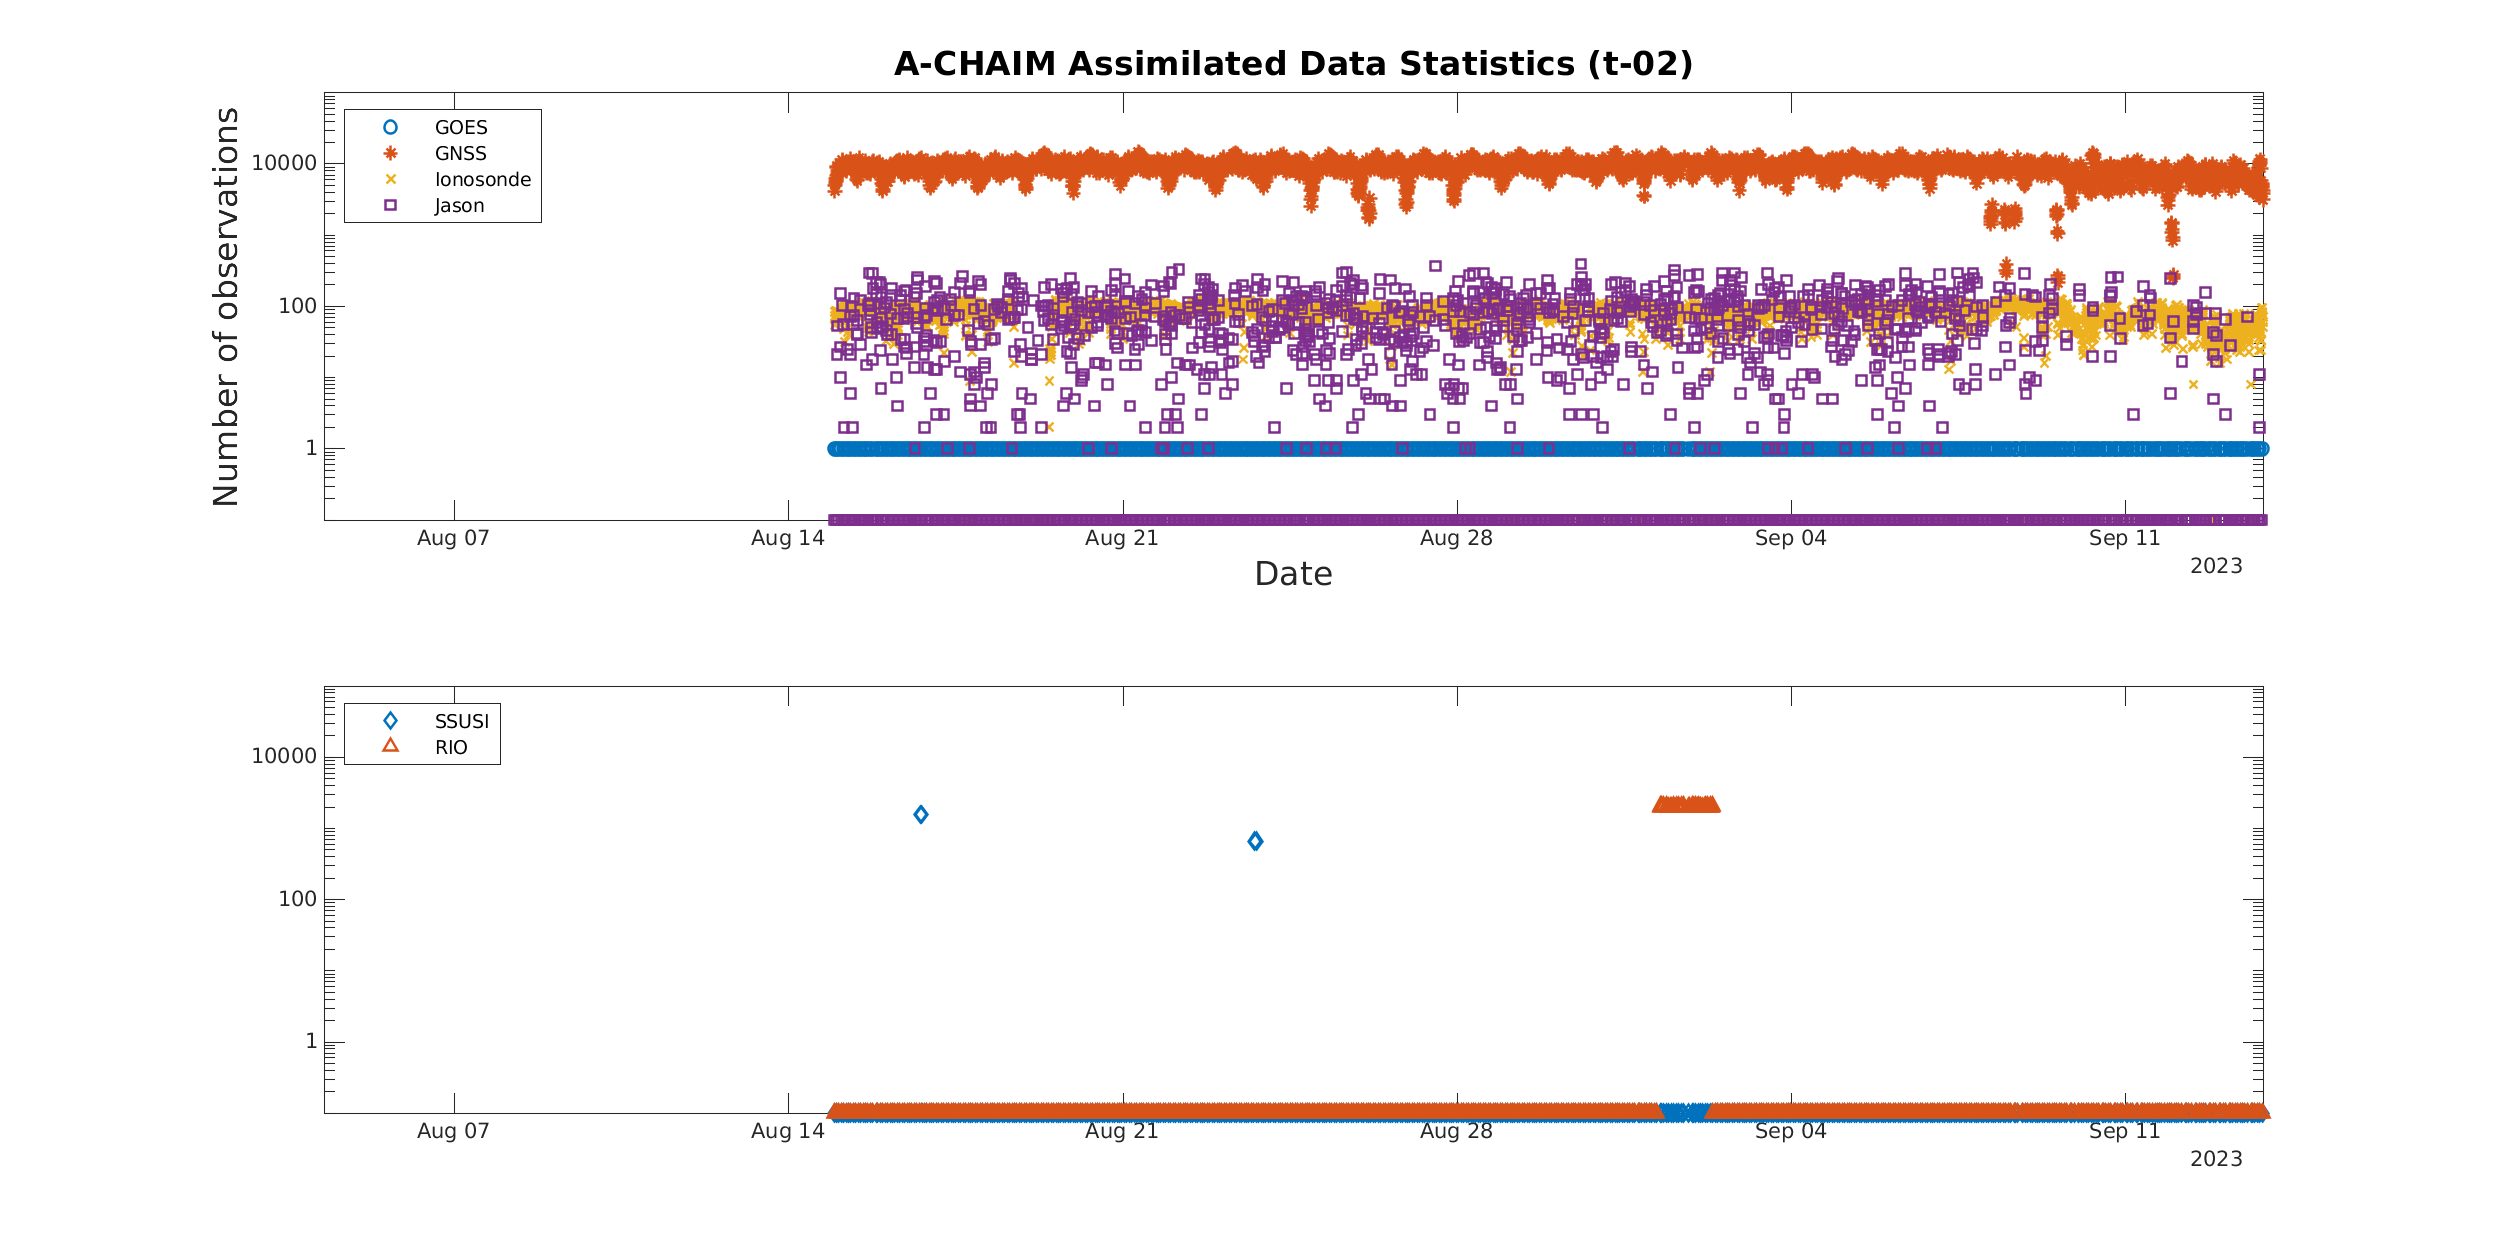 A-CHAIM Assimilated Data Statistics (t-02)
Number of observations
10000
100
1
GOES
GNSS
Ionosonde
Jason
Aug 07
Aug 14
Aug 21
Aug 28
Sep 04
Sep 11
2023
Date
10000
100
1
SSUSI
RIO
Aug 07
Aug 14
Aug 21
Aug 28
Sep 04
Sep 11
2023